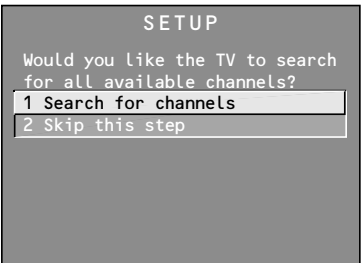 SETUP
Would you like the TV to search
for all available channels?
1 Search for channels
2 Skip this step